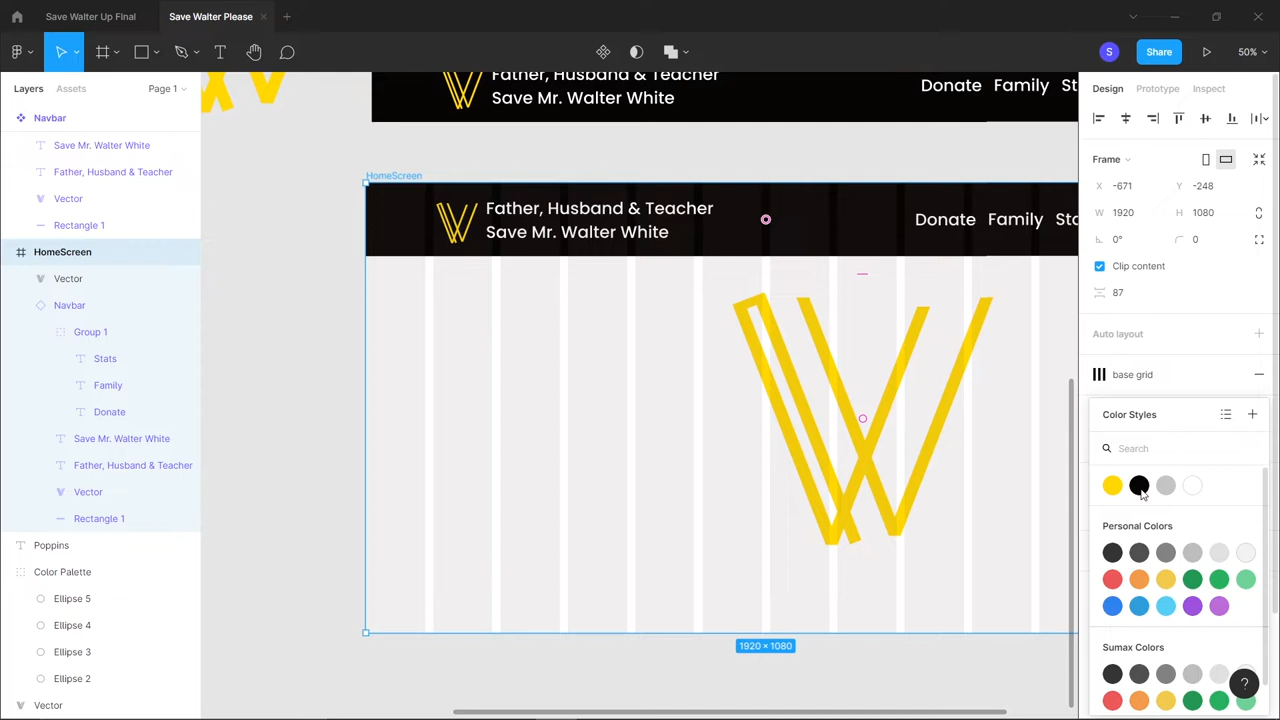 Save Walter Up FInal
Save Walter Please
S
Share
50%
Layers
Assets
Page 1
Navbar
Save Mr. Walter White
Father, Husband & Teacher
Vector
Rectangle 1
HomeScreen
Vector
Navbar
Group 1
Stats
Family
Donate
Save Mr. Walter White
Father, Husband & Teacher
Vector
Rectangle 1
Poppins
Color Palette
Ellipse 5
Ellipse 4
Ellipse 3
Ellipse 2
Vector
Father, Husband & Teacher
Save Mr. Walter White
Donate Family St
HomeScreen
Father, Husband & Teacher
Save Mr. Walter White
Donate Family Sta
1920 × 1080
Design
Prototype
Inspect
Frame
X -671 Y -248
W 1920 H 1080
0° 0
Clip content
87
Auto layout
base grid
Color Styles
Search
Personal Colors
Sumax Colors
?